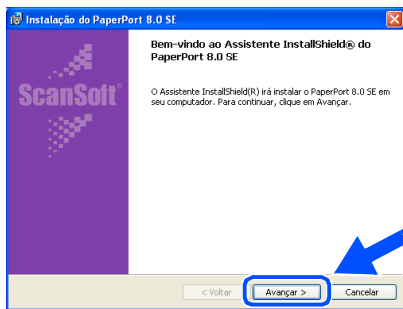 Instalação do PaperPort 8.0 SE
Bem-vindo ao Assistente InstallShield® do
PaperPort 8.0 SE
ScanSoft®
O Assistente InstallShield(R) irá instalar o PaperPort 8.0 SE em
seu computador. Para continuar, clique em Avançar.
< Voltar
Avançar >
Cancelar